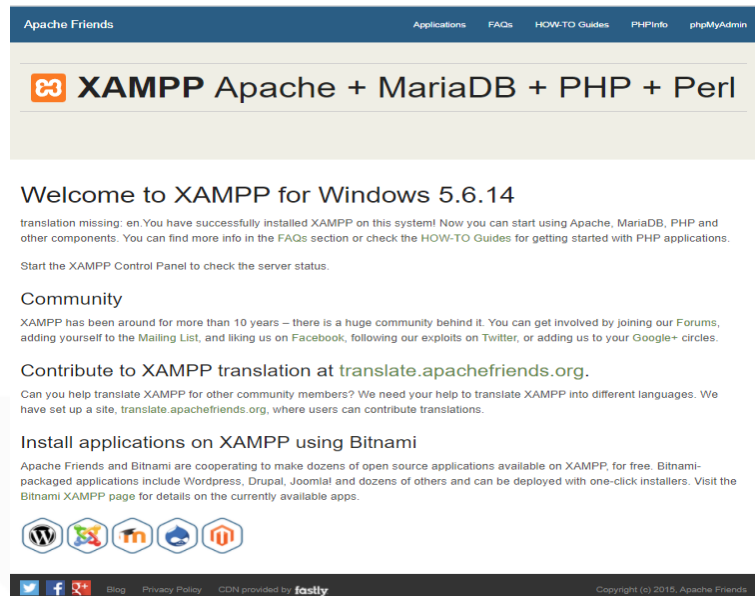 Apache Friends
Applications FAQs HOW-TO Guides PHPInfo phpMyAdmin
XAMPP Apache + MariaDB + PHP + Perl
Welcome to XAMPP for Windows 5.6.14
translation missing: en.You have successfully installed XAMPP on this system! Now you can start using Apache, MariaDB, PHP and
other components. You can find more info in the FAQs section or check the HOW-TO Guides for getting started with PHP applications.
Start the XAMPP Control Panel to check the server status.
Community
XAMPP has been around for more than 10 years – there is a huge community behind it. You can get involved by joining our Forums,
adding yourself to the Mailing List, and liking us on Facebook, following our exploits on Twitter, or adding us to your Google+ circles.
Contribute to XAMPP translation at translate.apachefriends.org.
Can you help translate XAMPP for other community members? We need your help to translate XAMPP into different languages. We
have set up a site, translate.apachefriends.org, where users can contribute translations.
Install applications on XAMPP using Bitnami
Apache Friends and Bitnami are cooperating to make dozens of open source applications available on XAMPP, for free. Bitnami-
packaged applications include Wordpress, Drupal, Joomla! and dozens of others and can be deployed with one-click installers. Visit the
Bitnami XAMPP page for details on the currently available apps.
Blog Privacy Policy CDN provided by fastly Copyright (c) 2015, Apache Friends